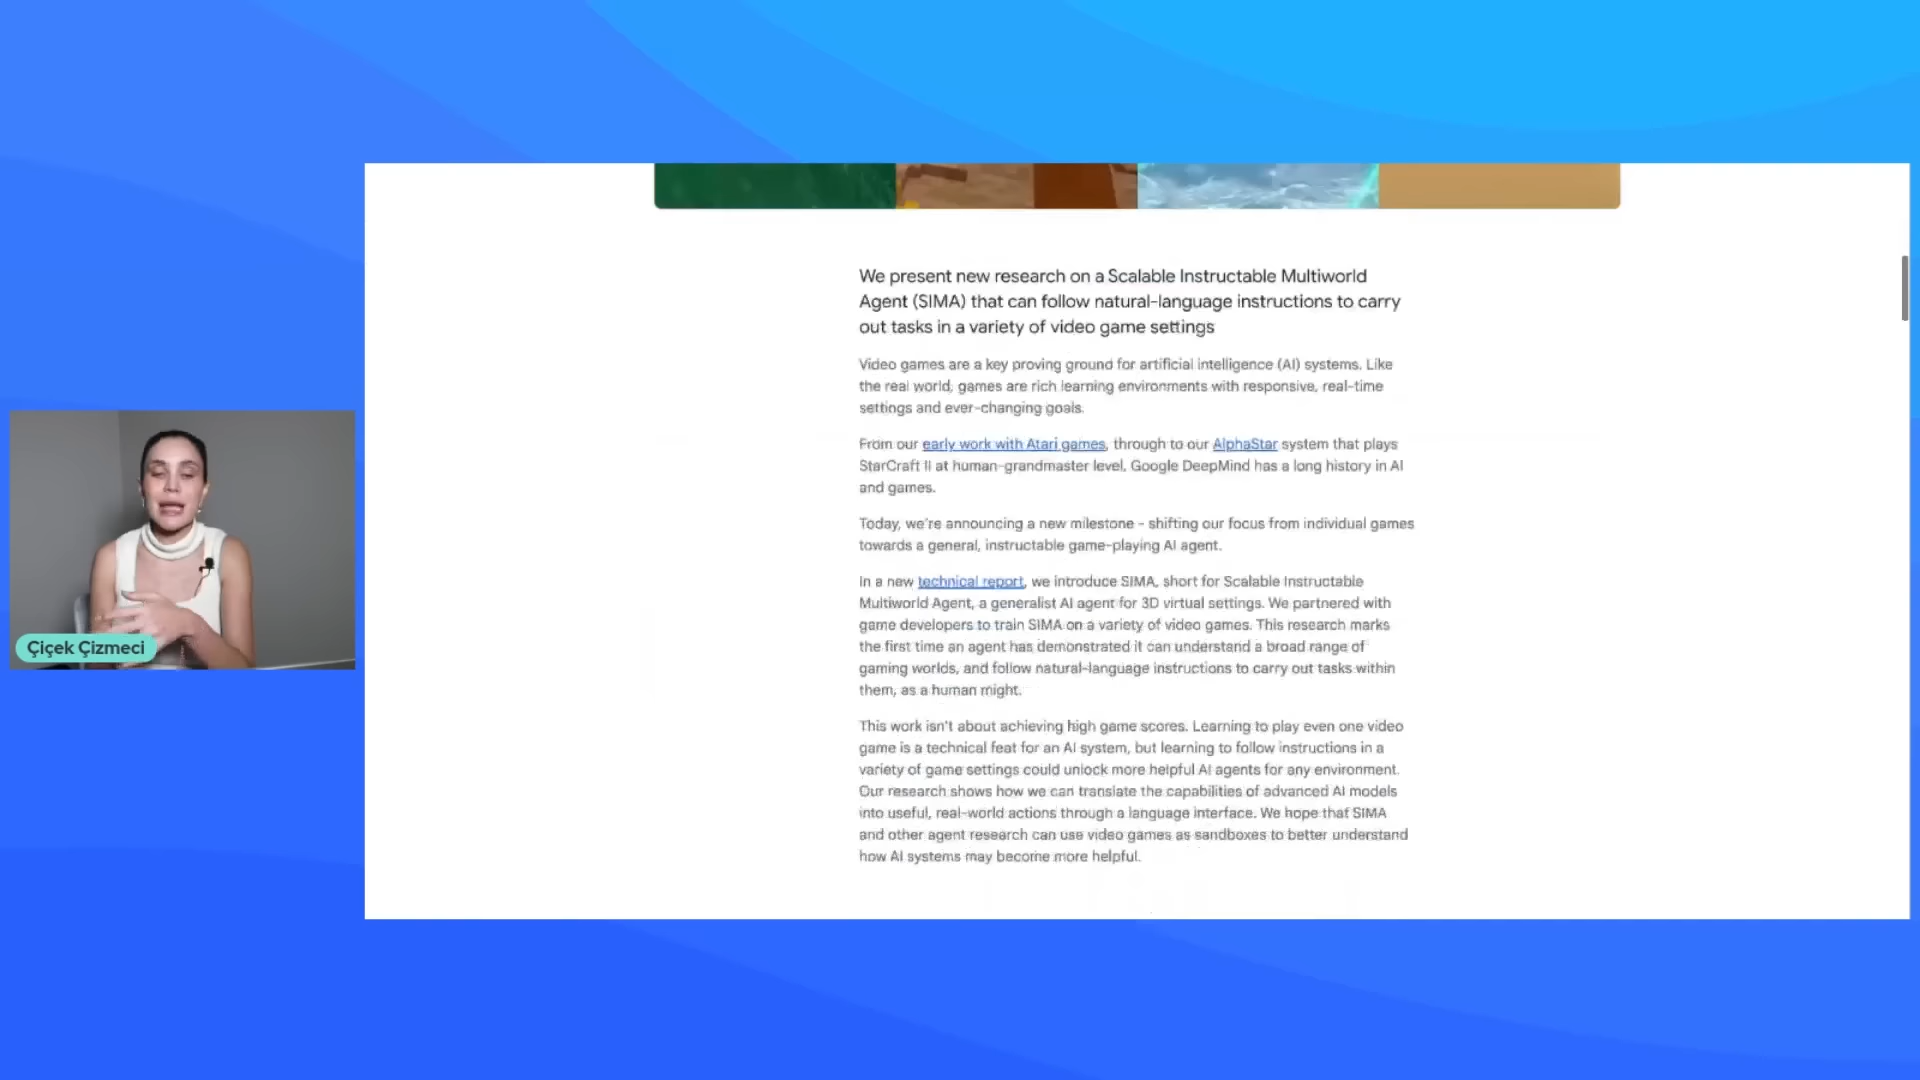 We present new research on a Scalable Instructable Multiworld
Agent (SIMA) that can follow natural-language instructions to carry
out tasks in a variety of video game settings
Video games are a key proving ground for artificial intelligence (AI) systems. Like
the real world, games are rich learning environments with responsive, real-time
settings and ever-changing goals.
From our early work with Atari games, through to our AlphaStar system that plays
StarCraft II at human-grandmaster level, Google DeepMind has a long history in AI
and games.
Today, we're announcing a new milestone - shifting our focus from individual games
towards a general, instructable game-playing AI agent.
In a new technical report, we introduce SIMA, short for Scalable Instructable
Multiworld Agent, a generalist AI agent for 3D virtual settings. We partnered with
game developers to train SIMA on a variety of video games. This research marks
the first time an agent has demonstrated it can understand a broad range of
gaming worlds, and follow natural-language instructions to carry out tasks within
them, as a human might.
This work isn't about achieving high game scores. Learning to play even one video
game is a technical feat for an AI system, but learning to follow instructions in a
variety of game settings could unlock more helpful AI agents for any environment.
Our research shows how we can translate the capabilities of advanced AI models
into useful, real-world actions through a language interface. We hope that SIMA
and other agent research can use video games as sandboxes to better understand
how AI systems may become more helpful.
Çiçek Çizmeci